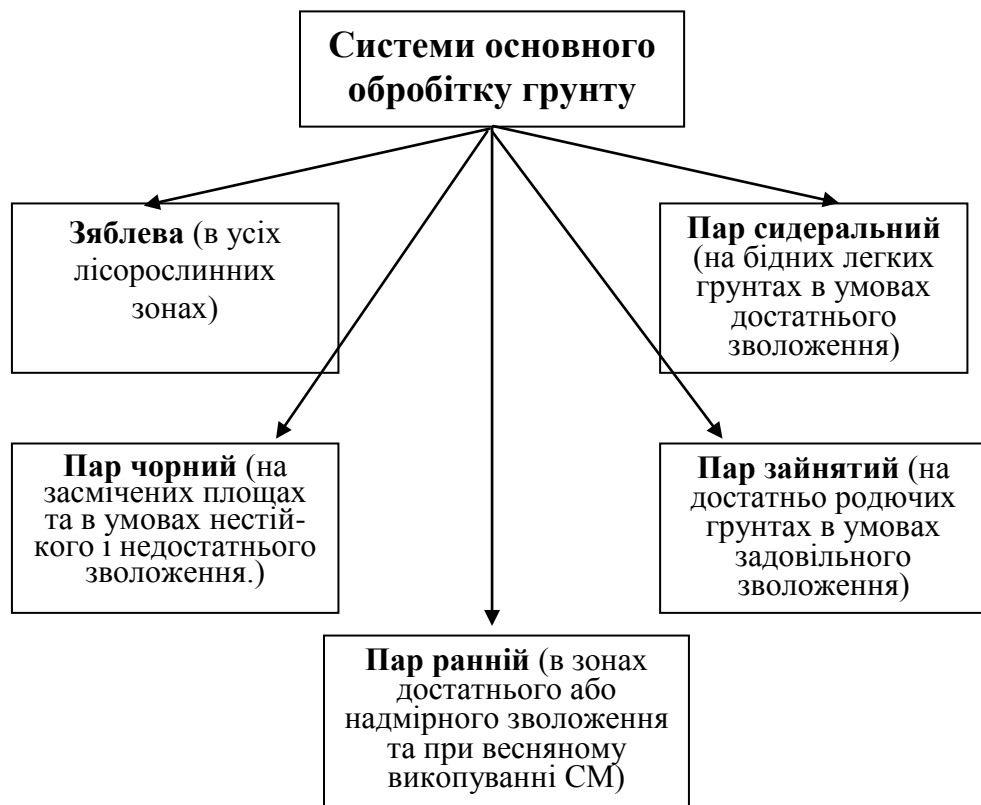 Системи основного
обробітку грунту
Зяблева (в усіх
лісорослинних
зонах)
Пар сидеральний
(на бідних легких
грунтах в умовах
достатнього
зволоження)
Пар чорний (на
засмічених площах
та в умовах нестій-
кого і недостатнього
зволоження.)
Пар зайнятий (на
достатньо родючих
грунтах в умовах
задовільного
зволоження)
Пар ранній (в зонах
достатнього або
надмірного зволоження
та при весняному
викопуванні СМ)